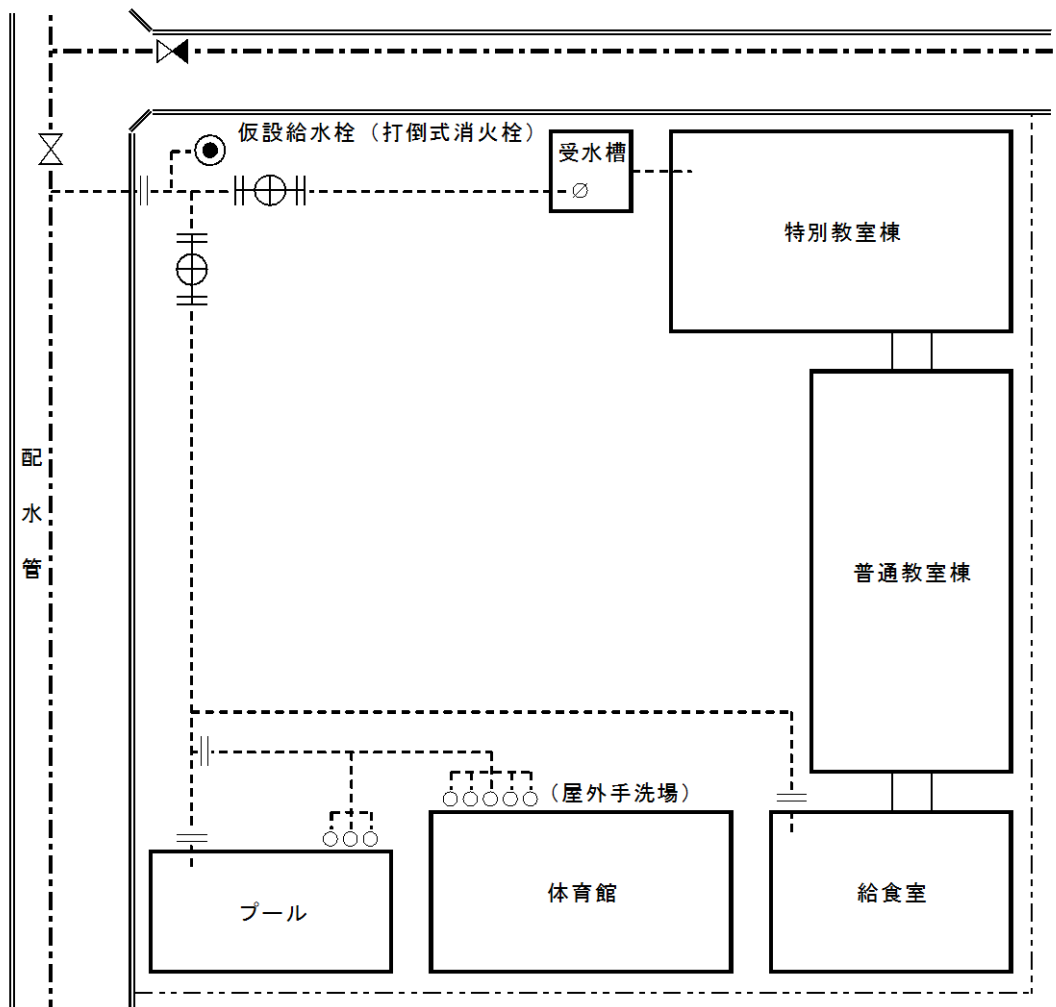 仮設給水栓（打倒式消火栓）
受水槽
特別教室棟
配水管
普通教室棟
（屋外手洗場）
プール
体育館
給食室